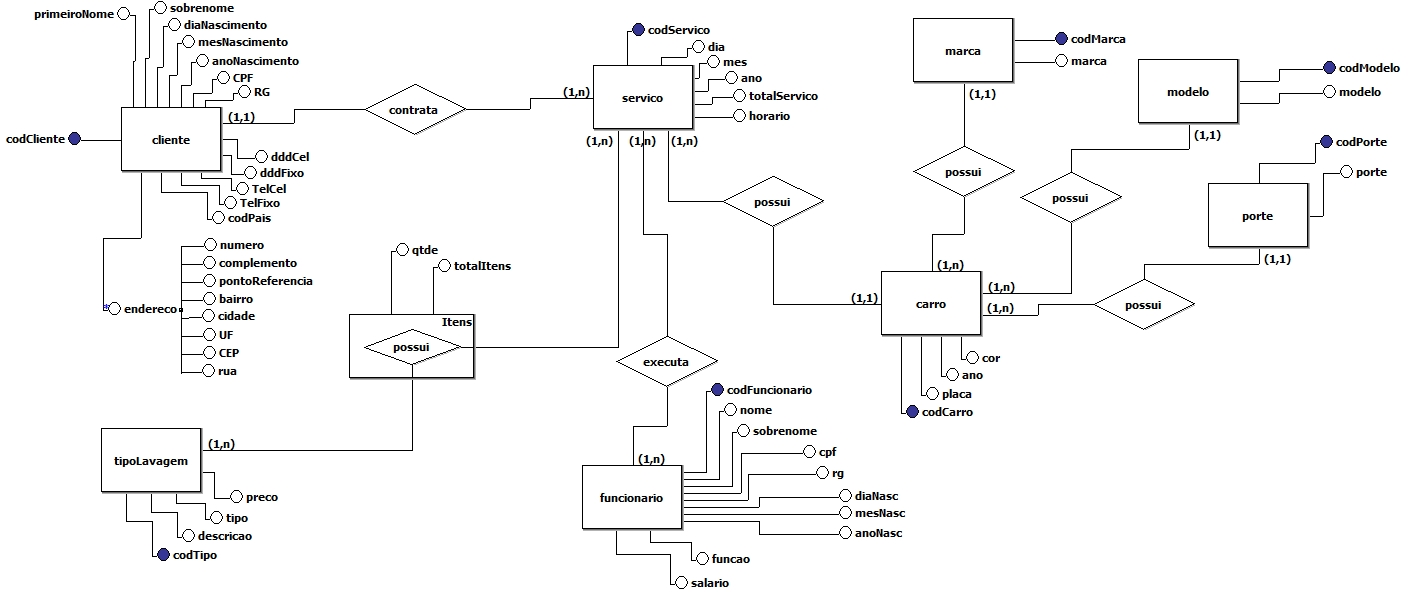 primeiroNome
sobrenome
diaNascimento
mesNascimento
anoNascimento
CPF
RG
(1,1)
codCliente
cliente
dddCel
dddFixo
TelCel
TelFixo
codPais
numero
complemento
pontoReferencia
bairro
endereco
cidade
UF
CEP
rua
contrata
(1,n)
codServico
dia
mes
ano
totalServico
horario
servico
(1,n)
(1,n)
(1,n)
possui
marca
codMarca
marca
(1,1)
possui
modelo
codModelo
modelo
(1,1)
possui
porte
codPorte
porte
(1,1)
possui
(1,n)
(1,n)
(1,n)
(1,1)
carro
cor
ano
placa
codCarro
qtde
totalItens
Itens
possui
executa
(1,n)
tipoLavagem
preco
tipo
descricao
codTipo
(1,n)
funcionario
codFuncionario
nome
sobrenome
cpf
rg
diaNasc
mesNasc
anoNasc
funcao
salario